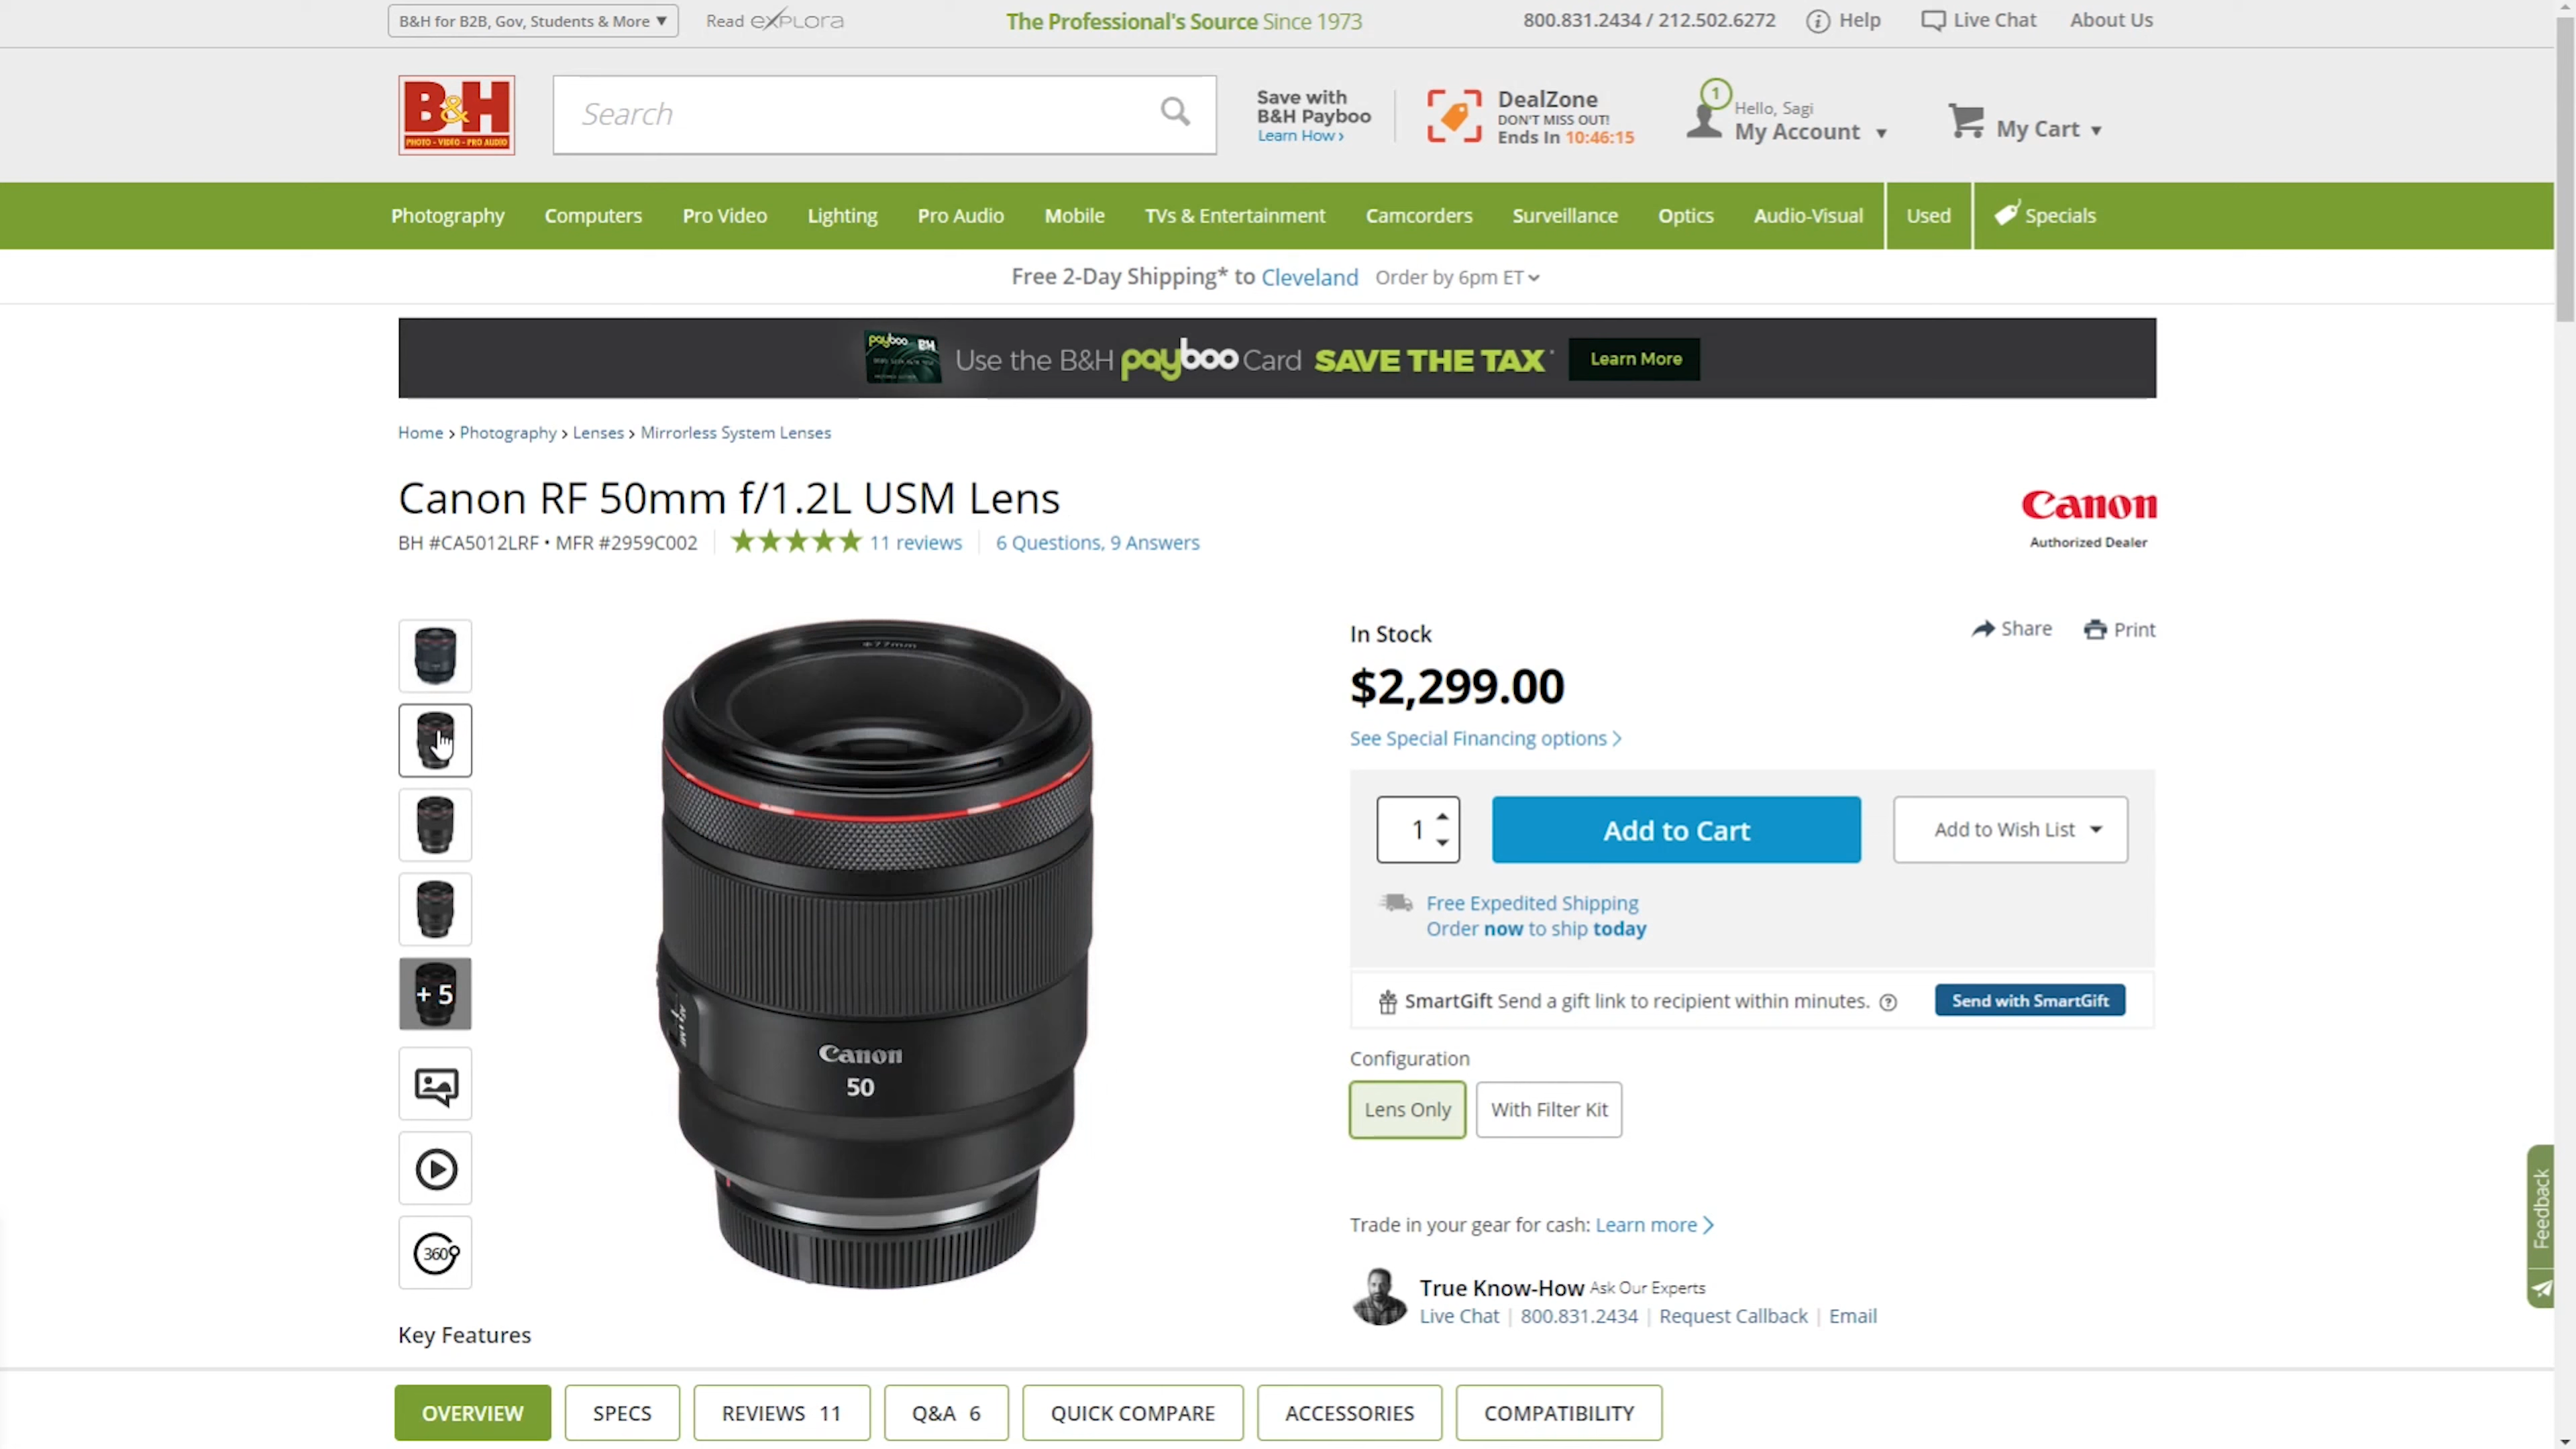 B&H for B2B, Gov, Students & More ▼ Read eXPLORA The Professional's Source Since 1973 800.831.2434 / 212.502.6272 Help Live Chat About Us
B&H
PHOTO - VIDEO - PRO AUDIO
Search
Save with
B&H Payboo
Learn How ›
DealZone
DON'T MISS OUT!
Ends In 10:46:15
1
Hello, Sagi
My Account ▼
My Cart ▼
Photography Computers Pro Video Lighting Pro Audio Mobile TVs & Entertainment Camcorders Surveillance Optics Audio-Visual Used Specials
Free 2-Day Shipping* to Cleveland Order by 6pm ET
payboo BH Use the B&H payboo Card SAVE THE TAX* Learn More
Home › Photography › Lenses › Mirrorless System Lenses
Canon RF 50mm f/1.2L USM Lens
BH #CA5012LRF • MFR #2959C002 11 reviews 6 Questions, 9 Answers
Canon
Authorized Dealer
In Stock
Share Print
$2,299.00
See Special Financing options >
1 Add to Cart Add to Wish List
Free Expedited Shipping
Order now to ship today
SmartGift Send a gift link to recipient within minutes. ? Send with SmartGift
Configuration
Lens Only With Filter Kit
Trade in your gear for cash: Learn more >
True Know-How Ask Our Experts
Live Chat | 800.831.2434 | Request Callback | Email
ø77mm
Canon
50
+ 5
360°
Feedback
Key Features
OVERVIEW SPECS REVIEWS 11 Q&A 6 QUICK COMPARE ACCESSORIES COMPATIBILITY